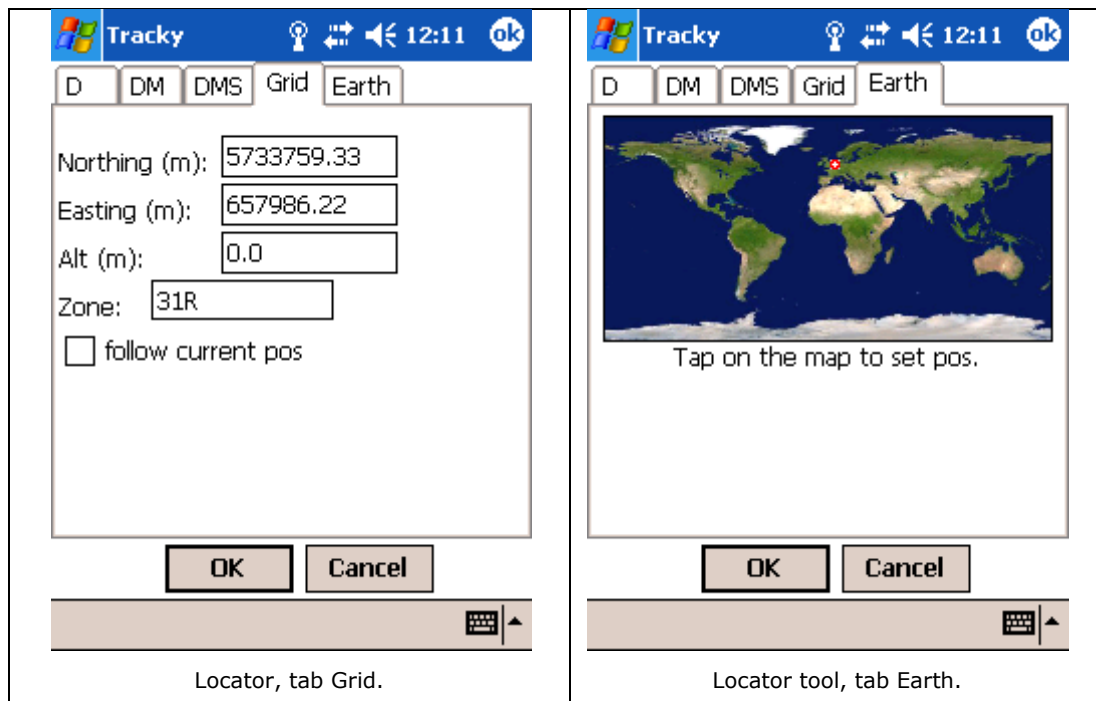 Tracky 12:11 ok
D DM DMS Grid Earth
Northing (m): 5733759.33
Easting (m): 657986.22
Alt (m): 0.0
Zone: 31R
follow current pos
OK Cancel
Locator, tab Grid.
Tracky 12:11 ok
D DM DMS Grid Earth
Tap on the map to set pos.
OK Cancel
Locator tool, tab Earth.